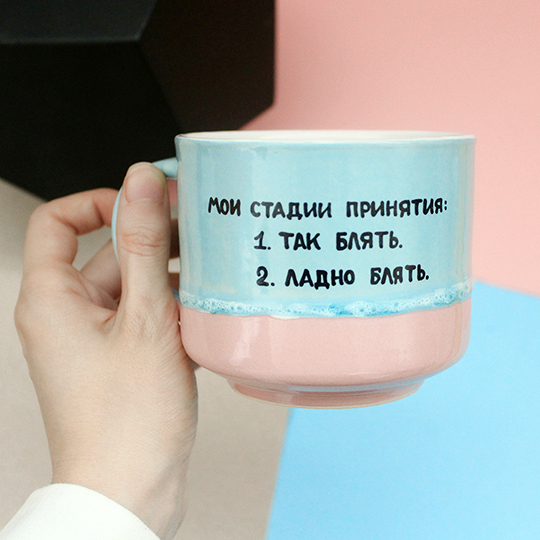 МОИ СТАДИИ ПРИНЯТИЯ:
1. ТАК БЛЯТЬ.
2. ЛАДНО БЛЯТЬ.